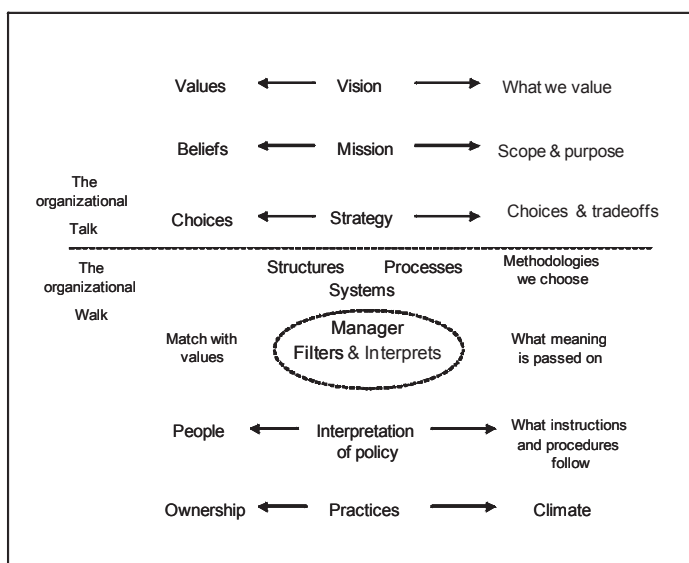 Values Vision What we value
Beliefs Mission Scope & purpose
The
organizational
Talk
Choices Strategy Choices & tradeoffs
The
organizational
Walk
Structures Processes
Systems
Methodologies
we choose
Match with
values
Manager
Filters & Interprets
What meaning
is passed on
People
Interpretation
of policy
What instructions
and procedures
follow
Ownership Practices Climate